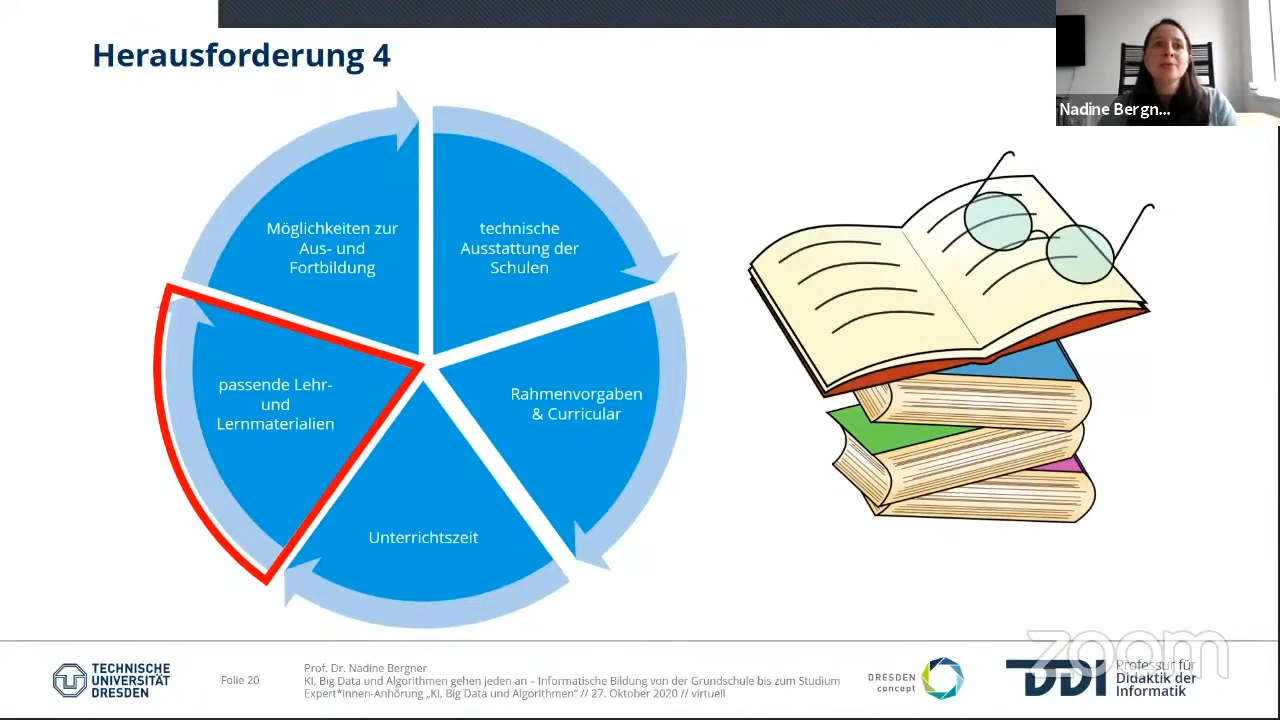 Herausforderung 4
Nadine Bergn...
Möglichkeiten zur
Aus- und
Fortbildung
technische
Ausstattung der
Schulen
passende Lehr-
und
Lernmaterialien
Rahmenvorgaben
& Curricular
Unterrichtszeit
TECHNISCHE
UNIVERSITÄT
DRESDEN
Folie 20
Prof. Dr. Nadine Bergner
KI, Big Data und Algorithmen gehen jeden an – Informatische Bildung von der Grundschule bis zum Studium
Expert*innen-Anhörung „KI, Big Data und Algorithmen“ // 27. Oktober 2020 // virtuell
DRESDEN
concept
DDI
Professur für
Didaktik der
Informatik
zoom